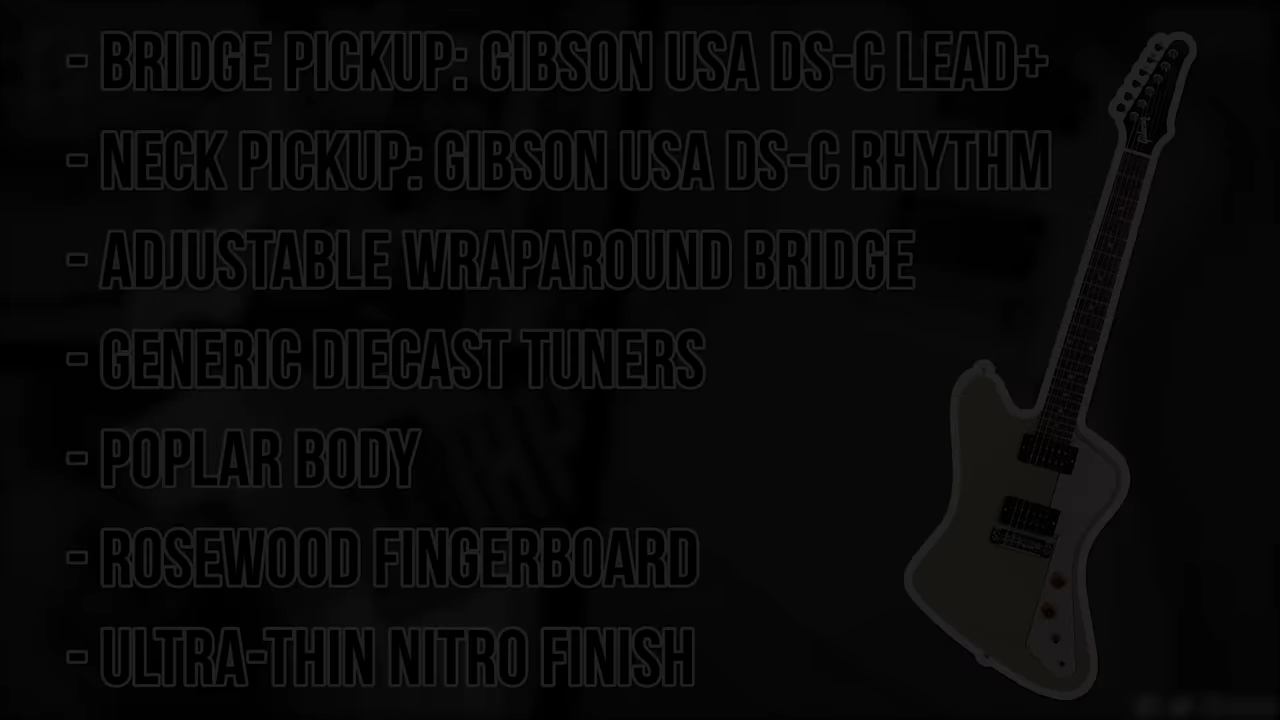 - BRIDGE PICKUP: GIBSON USA DS-C LEAD+
- NECK PICKUP: GIBSON USA DS-C RHYTHM
- ADJUSTABLE WRAPAROUND BRIDGE
- GENERIC DIECAST TUNERS
- POPLAR BODY
- ROSEWOOD FINGERBOARD
- ULTRA-THIN NITRO FINISH
Gibson